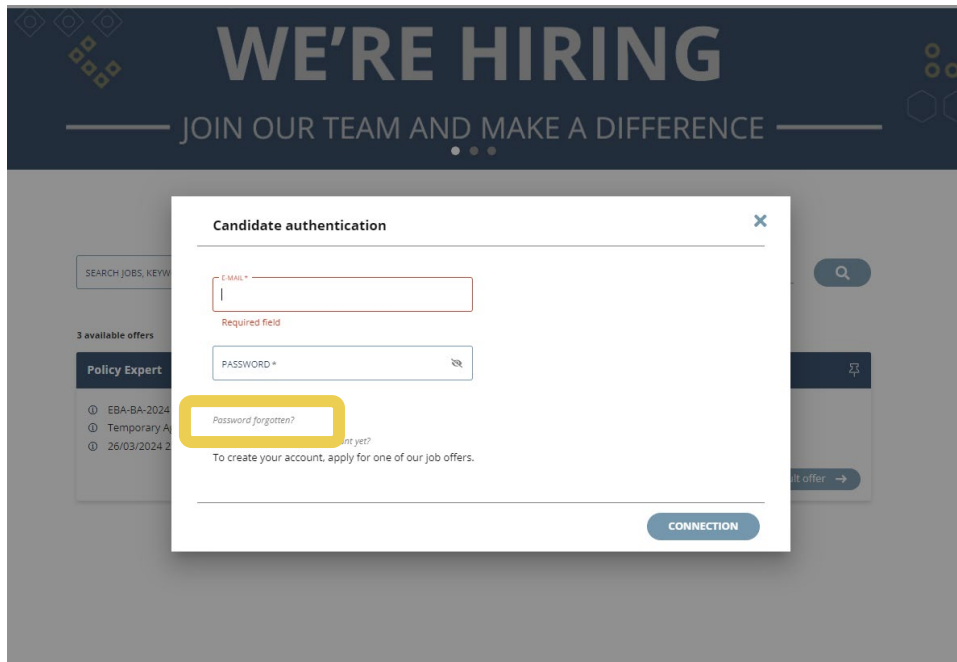 WE’RE HIRING
JOIN OUR TEAM AND MAKE A DIFFERENCE
Candidate authentication
SEARCH JOBS, KEYW
E-MAIL *
Required field
3 available offers
PASSWORD *
Policy Expert
EBA-BA-2024
Password forgotten?
Temporary A
nt yet?
26/03/2024 2
To create your account, apply for one of our job offers.
lt offer →
CONNECTION